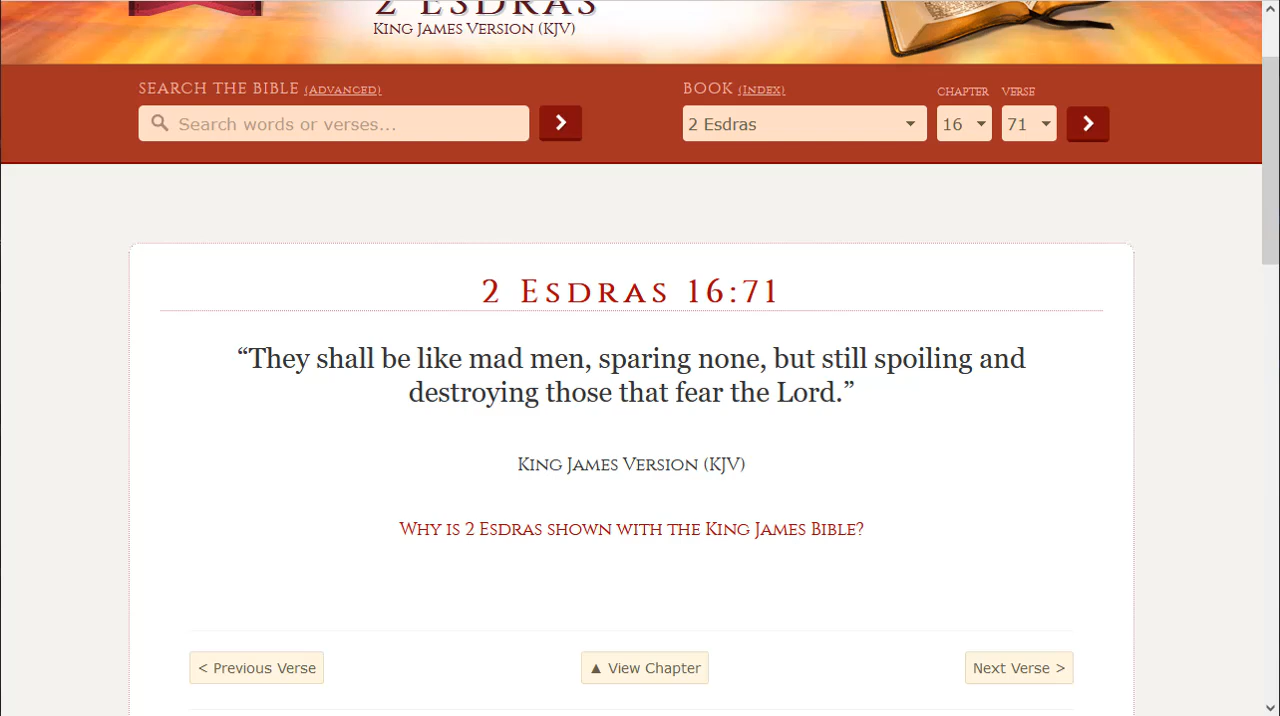 2 ESDRAS
KING JAMES VERSION (KJV)
SEARCH THE BIBLE (ADVANCED)
BOOK (INDEX)
CHAPTER
VERSE
Search words or verses...
2 Esdras
16
71
2 ESDRAS 16:71
“They shall be like mad men, sparing none, but still spoiling and
destroying those that fear the Lord.”
KING JAMES VERSION (KJV)
WHY IS 2 ESDRAS SHOWN WITH THE KING JAMES BIBLE?
< Previous Verse
▲ View Chapter
Next Verse >